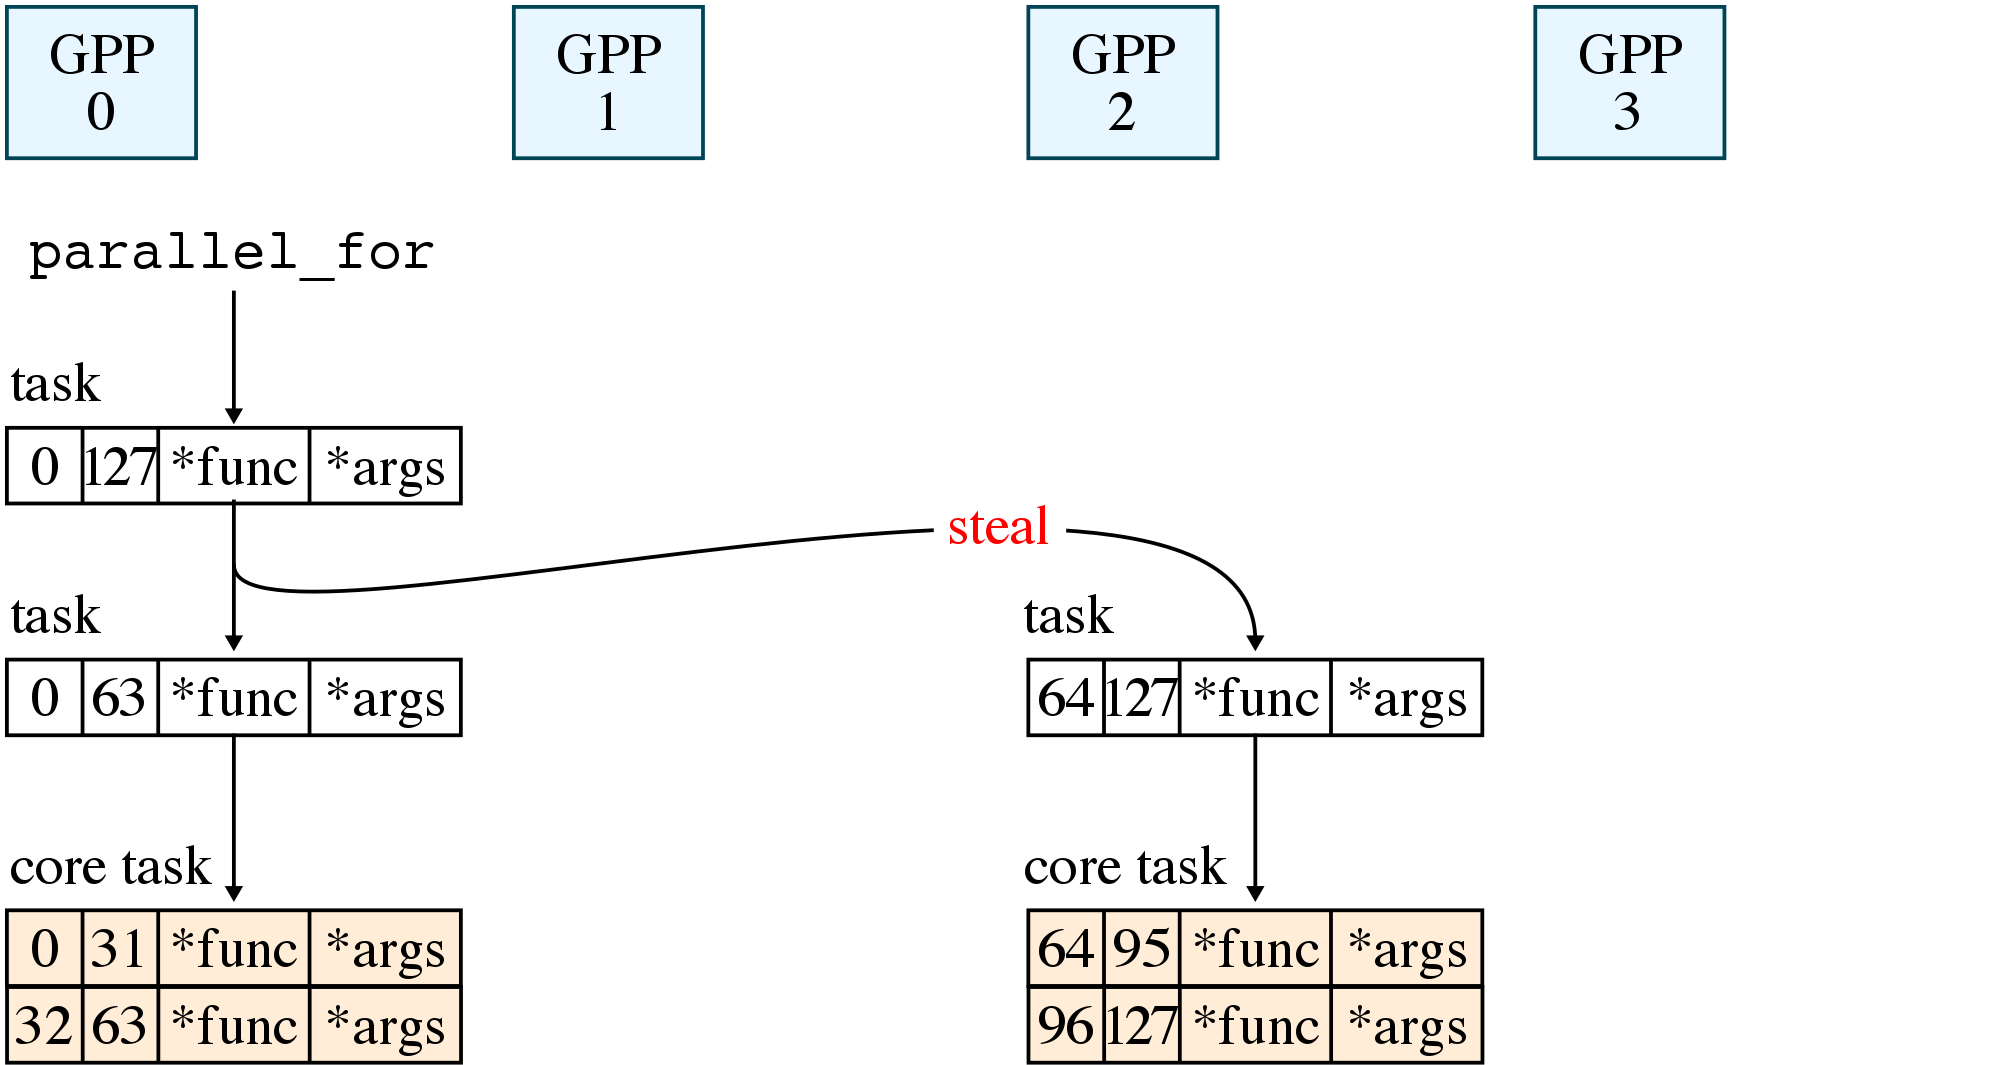 GPP
0
GPP
1
GPP
2
GPP
3
parallel_for
task
0 127 *func *args
steal
task
0 63 *func *args
task
64 127 *func *args
core task
0 31 *func *args
32 63 *func *args
core task
64 95 *func *args
96 127 *func *args